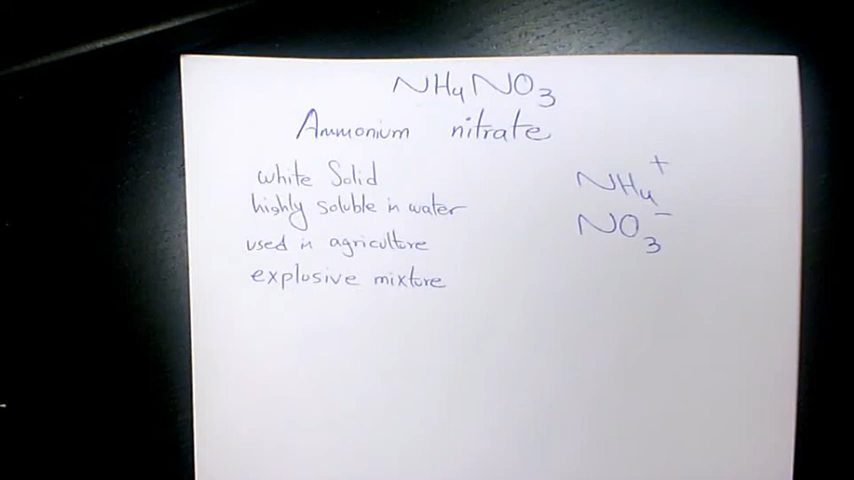 NH₄NO₃
Ammonium nitrate
white Solid
highly soluble in water
used in agriculture
explosive mixture
NH₄⁺
NO₃⁻